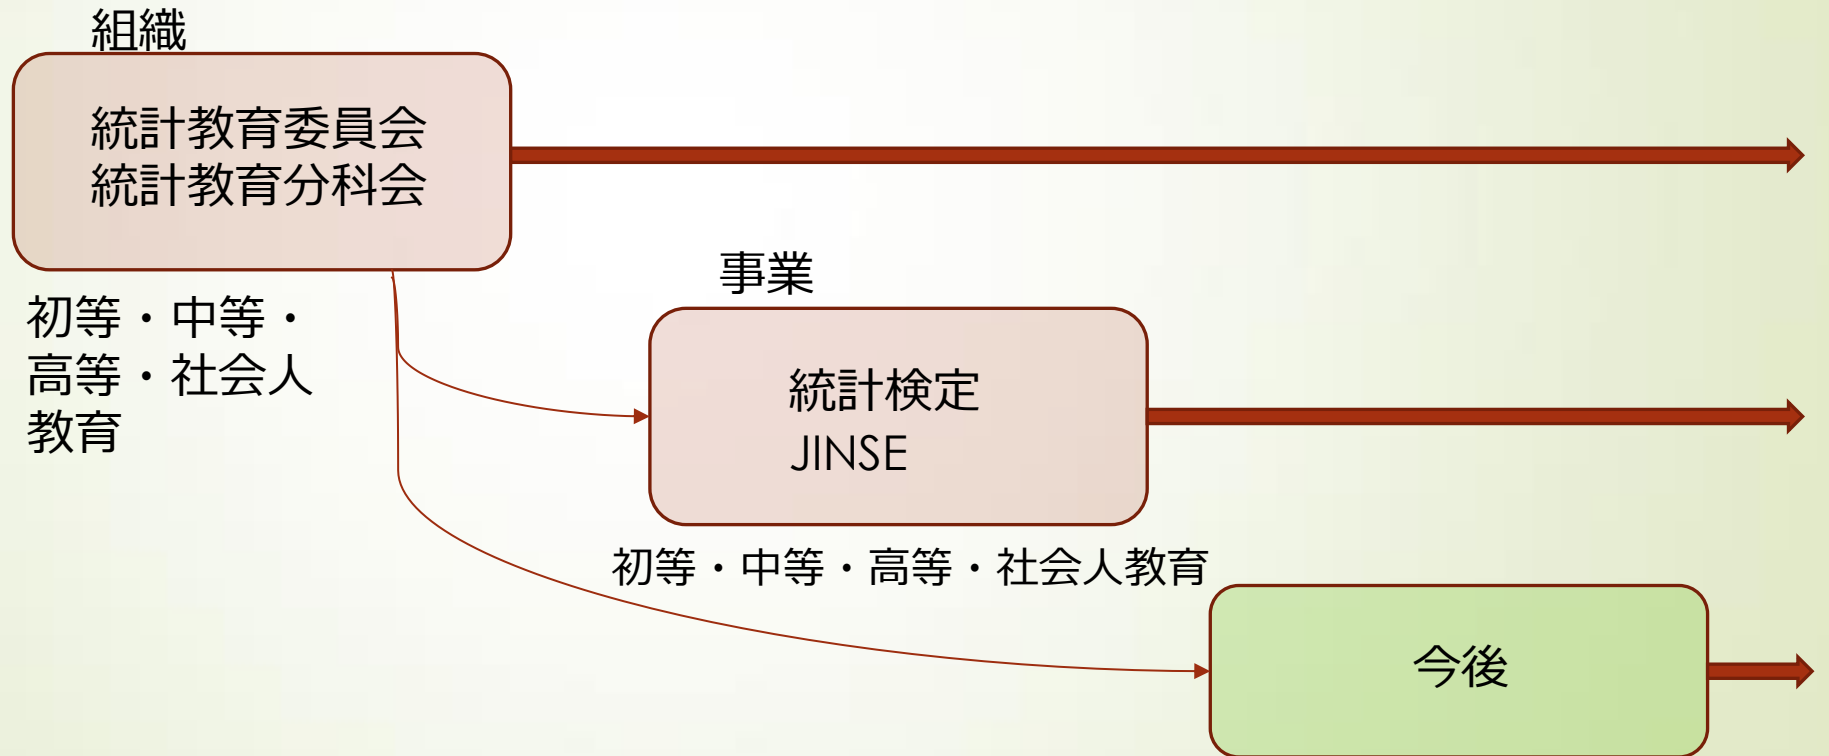 組織
統計教育委員会
統計教育分科会
初等・中等・
高等・社会人
教育
事業
統計検定
JINSE
初等・中等・高等・社会人教育
今後